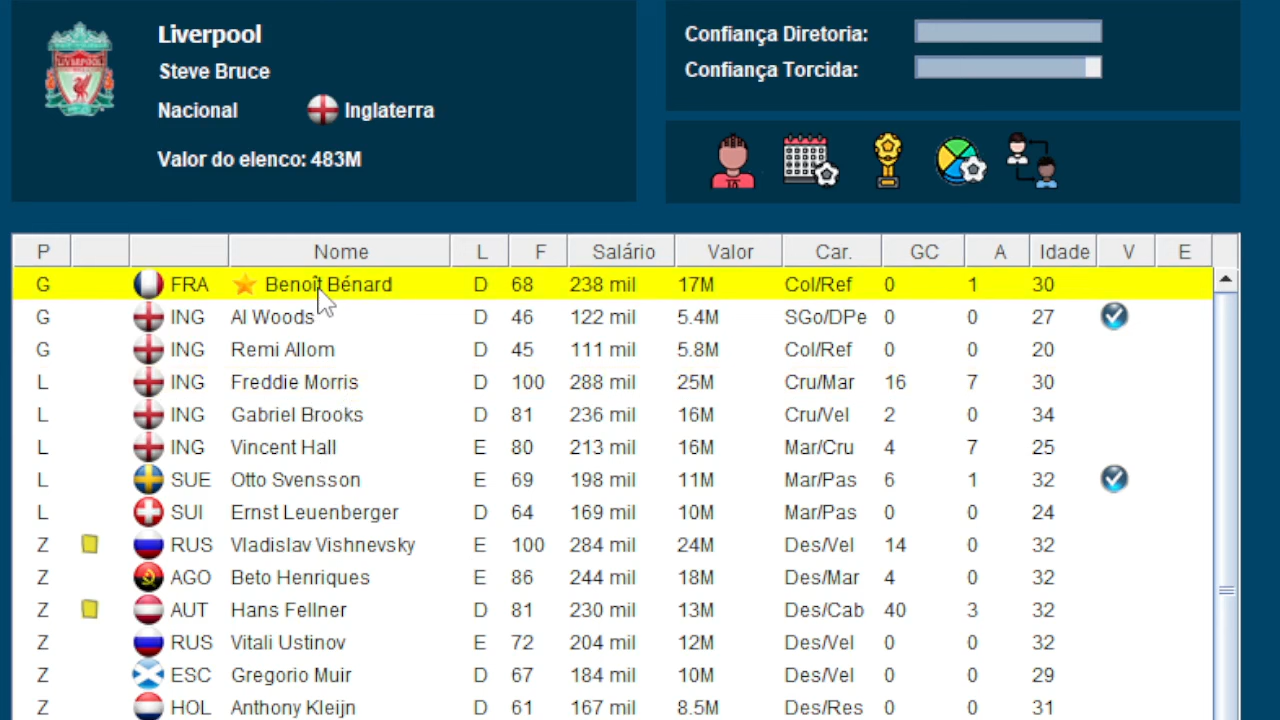 Liverpool
Steve Bruce
Nacional Inglaterra
Valor do elenco: 483M
Confiança Diretoria:
Confiança Torcida:
P Nome L F Salário Valor Car. GC A Idade V E
G FRA Benoît Bénard D 68 238 mil 17M Col/Ref 0 1 30
G ING Al Woods D 46 122 mil 5.4M SGo/DPe 0 0 27
G ING Remi Allom D 45 111 mil 5.8M Col/Ref 0 0 20
L ING Freddie Morris D 100 288 mil 25M Cru/Mar 16 7 30
L ING Gabriel Brooks D 81 236 mil 16M Cru/Vel 2 0 34
L ING Vincent Hall E 80 213 mil 16M Mar/Cru 4 7 25
L SUE Otto Svensson E 69 198 mil 11M Mar/Pas 6 1 32
L SUI Ernst Leuenberger D 64 169 mil 10M Mar/Pas 0 0 24
Z RUS Vladislav Vishnevsky E 100 284 mil 24M Des/Vel 14 0 32
Z AGO Beto Henriques E 86 244 mil 18M Des/Mar 4 0 32
Z AUT Hans Fellner D 81 230 mil 13M Des/Cab 40 3 32
Z RUS Vitali Ustinov E 72 204 mil 12M Des/Vel 0 0 32
Z ESC Gregorio Muir D 67 184 mil 10M Des/Vel 0 0 29
Z HOL Anthony Kleijn D 61 167 mil 8.5M Des/Res 0 0 31